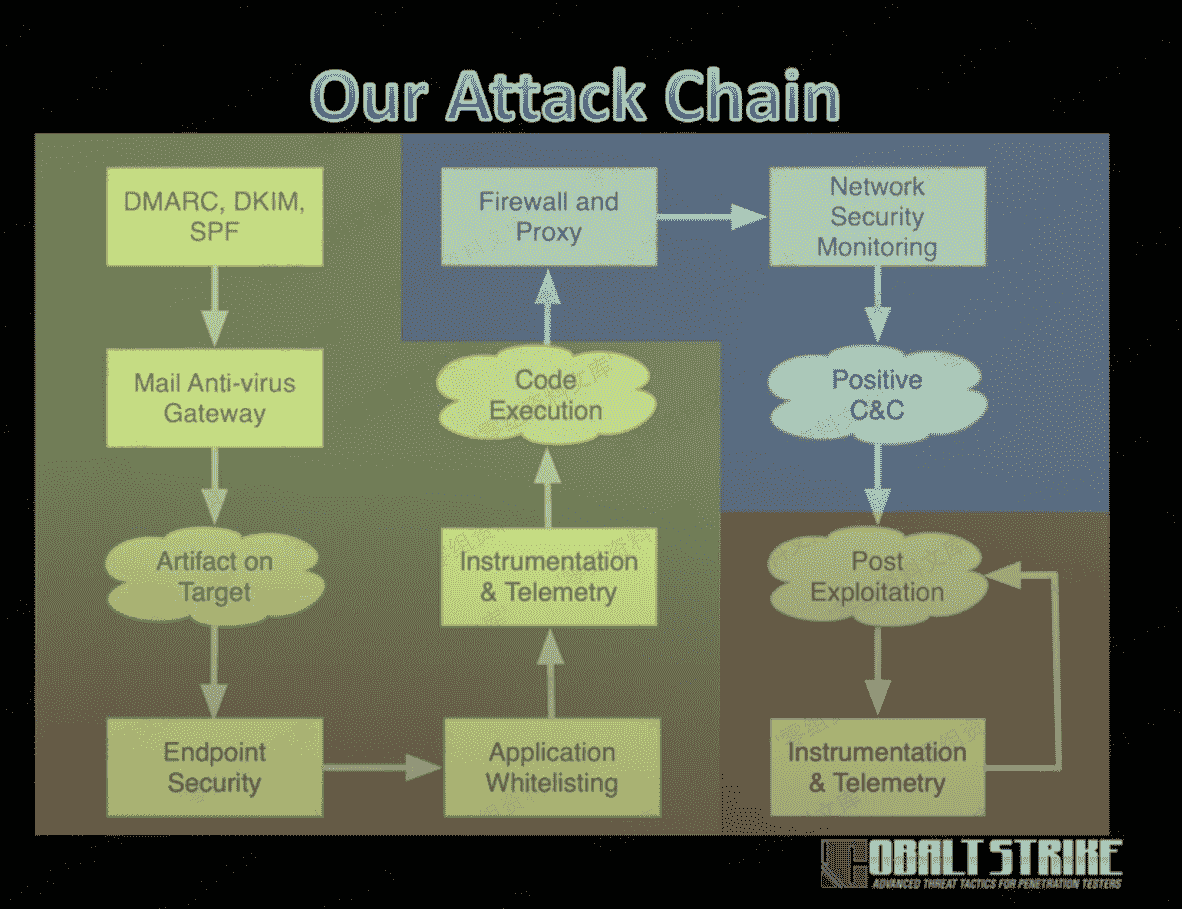 Our Attack Chain
DMARC, DKIM,
SPF
Mail Anti-virus
Gateway
Artifact on
Target
Endpoint
Security
Application
Whitelisting
Instrumentation
& Telemetry
Code
Execution
Firewall and
Proxy
Network
Security
Monitoring
Positive
C&C
Post
Exploitation
Instrumentation
& Telemetry
COBALT STRIKE
ADVANCED THREAT TACTICS FOR PENETRATION TESTERS